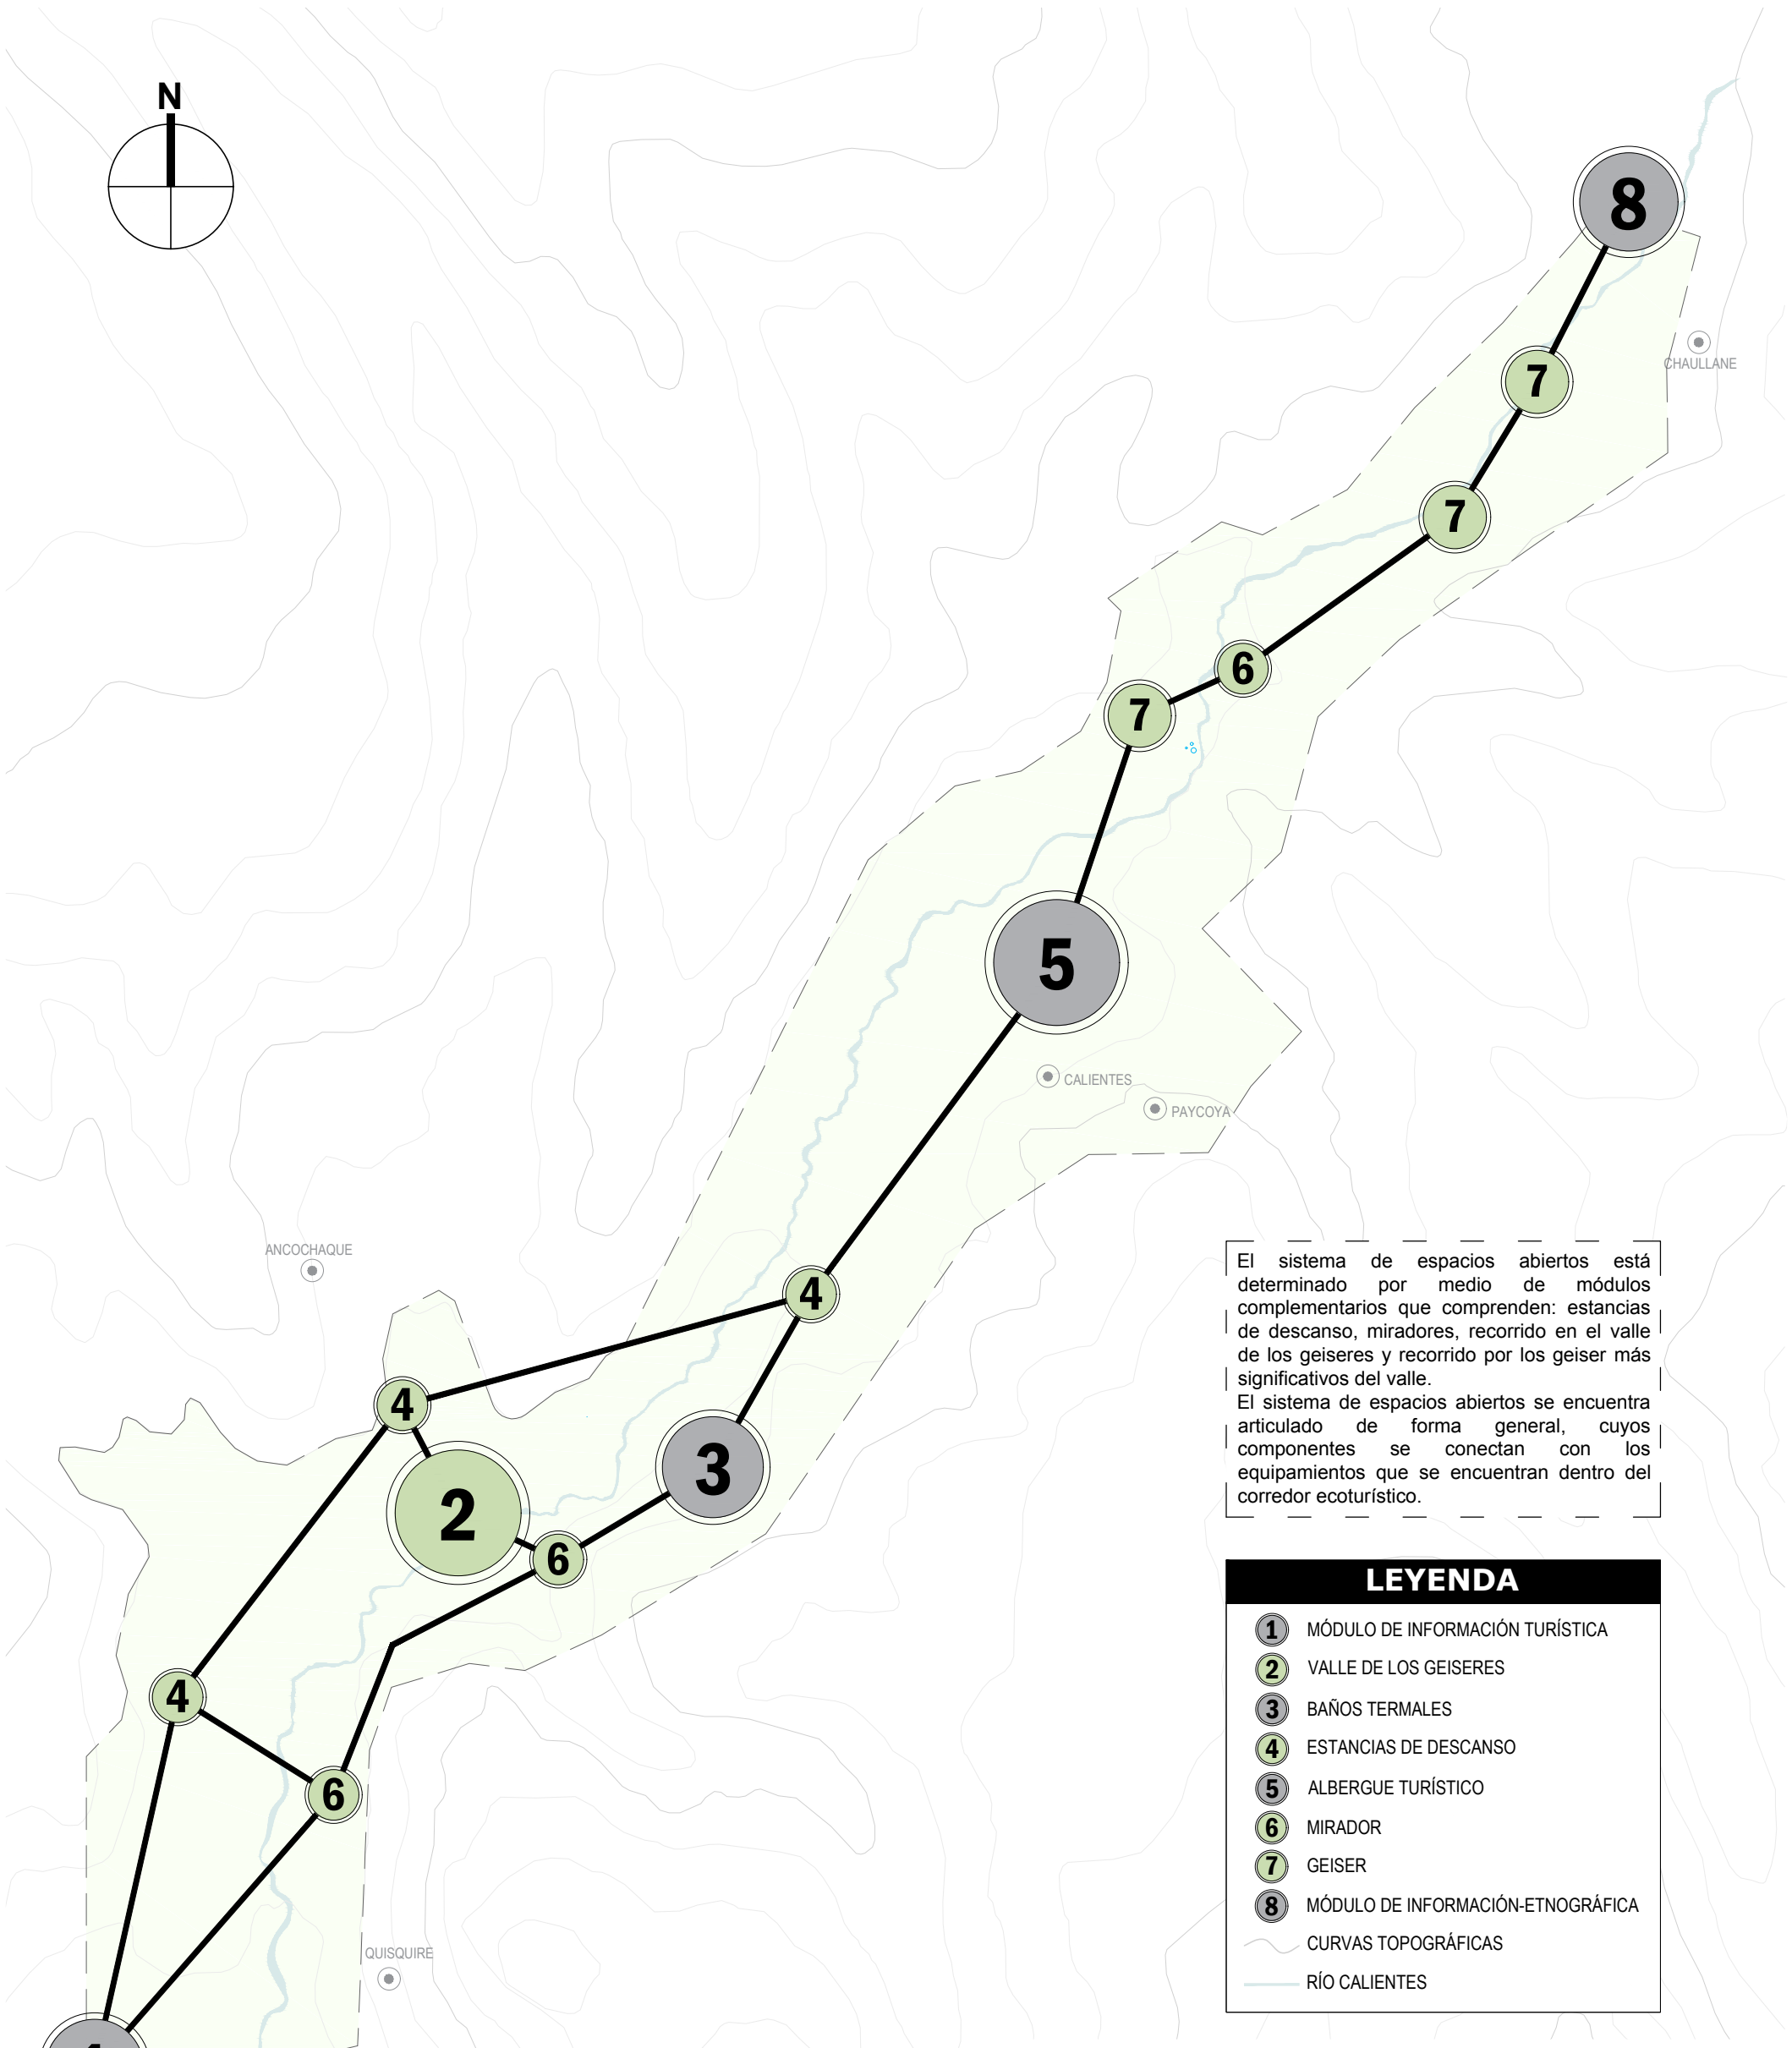 N
8
CHAULLANE
7
7
6
7
5
CALIENTES
PAYCOYA
ANCOCHAQUE
4
4
3
2
6
4
6
QUISQUIRE
El sistema de espacios abiertos está
determinado por medio de módulos
complementarios que comprenden: estancias
de descanso, miradores, recorrido en el valle
de los geiseres y recorrido por los geiser más
significativos del valle.
El sistema de espacios abiertos se encuentra
articulado de forma general, cuyos
componentes se conectan con los
equipamientos que se encuentran dentro del
corredor ecoturístico.
LEYENDA
1 MÓDULO DE INFORMACIÓN TURÍSTICA
2 VALLE DE LOS GEISERES
3 BAÑOS TERMALES
4 ESTANCIAS DE DESCANSO
5 ALBERGUE TURÍSTICO
6 MIRADOR
7 GEISER
8 MÓDULO DE INFORMACIÓN-ETNOGRÁFICA
CURVAS TOPOGRÁFICAS
RÍO CALIENTES